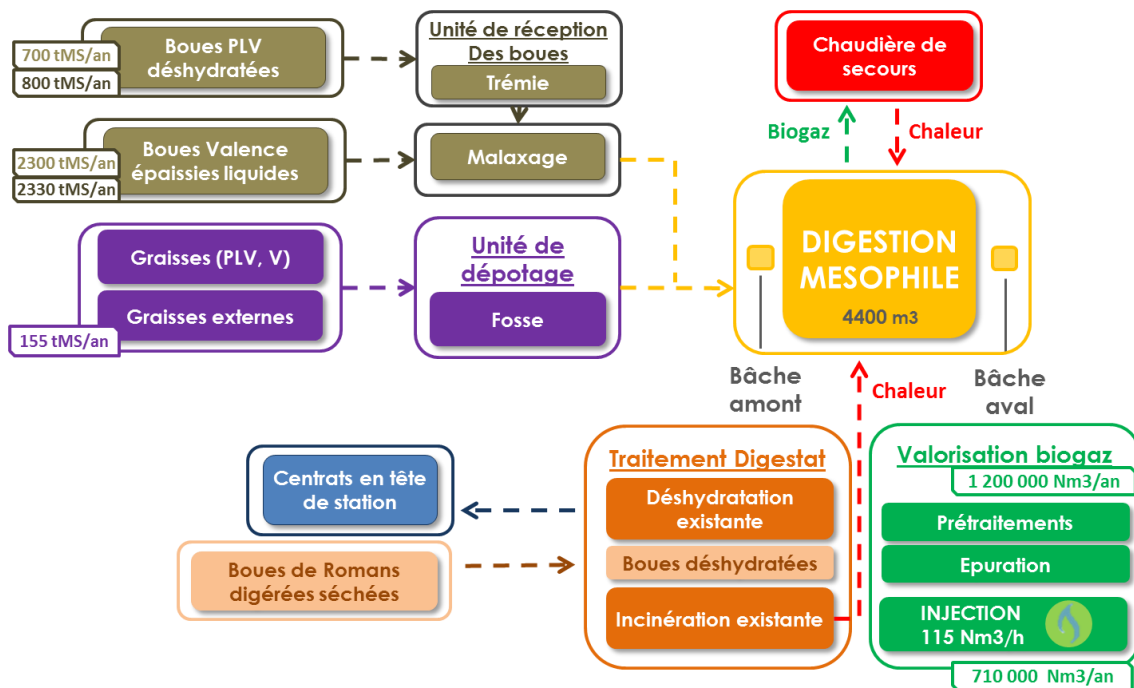 Boues PLV
déshydratées
700 tMS/an
800 tMS/an
Unité de réception
Des boues
Trémie
Chaudière de
secours
Biogaz
Chaleur
Boues Valence
épaissies liquides
2300 tMS/an
2330 tMS/an
Malaxage
Graisses (PLV, V)
Graisses externes
155 tMS/an
Unité de
dépotage
Fosse
DIGESTION
MESOPHILE
4400 m3
Bâche
amont
Chaleur
Bâche
aval
Centrats en tête
de station
Boues de Romans
digérées séchées
Traitement Digestat
Déshydratation
existante
Boues déshydratées
Incinération existante
Valorisation biogaz
1 200 000 Nm3/an
Prétraitements
Epuration
INJECTION
115 Nm3/h
710 000 Nm3/an